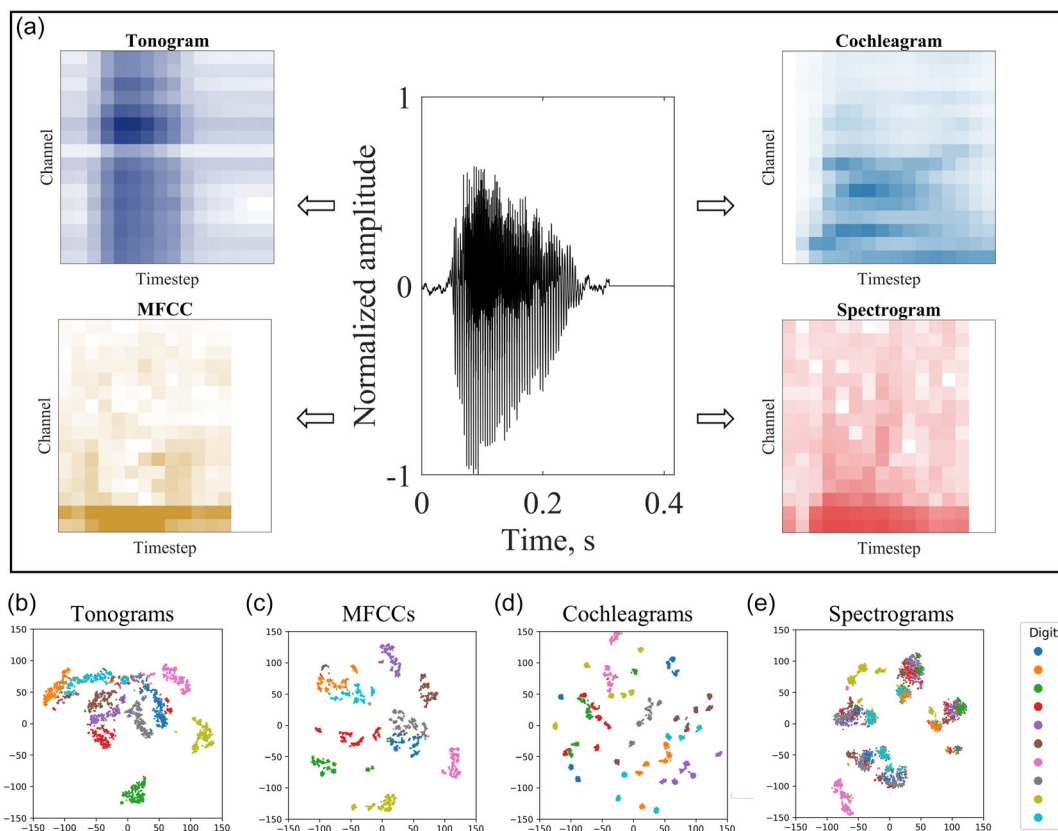 (a)
Tonogram
Channel
Timestep
MFCC
Channel
Timestep
1
0
-1
Normalized amplitude
0
0.2
0.4
Time, s
Cochleagram
Channel
Timestep
Spectrogram
Channel
Timestep
(b)
Tonograms
150
100
50
0
−50
−100
−150
−150 −100 −50 0 50 100 150
(c)
MFCCs
150
100
50
0
−50
−100
−150
−150 −100 −50 0 50 100 150
(d)
Cochleagrams
150
100
50
0
−50
−100
−150
−150 −100 −50 0 50 100 150
(e)
Spectrograms
150
100
50
0
−50
−100
−150
−150 −100 −50 0 50 100 150
Digit